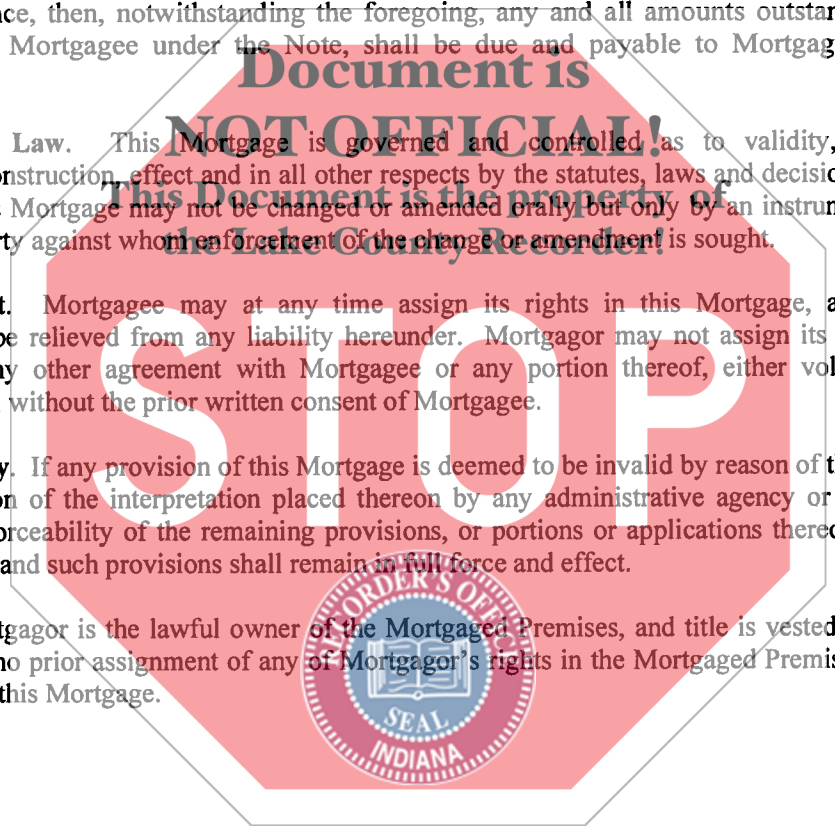 ce, then, notwithstanding the foregoing, any and all amounts outstan
Mortgagee under the Note, shall be due and payable to Mortgag
Document is
NOT OFFICIAL!
Law. This Mortgage is governed and controlled as to validity,
onstruction, effect and in all other respects by the statutes, laws and decisio
This Document is the property of
Mortgage may not be changed or amended orally but only by an instrum
rty against whom enforcement of the change or amendment is sought.
the Lake County Recorder!
t. Mortgagee may at any time assign its rights in this Mortgage, a
be relieved from any liability hereunder. Mortgagor may not assign its
ny other agreement with Mortgagee or any portion thereof, either vol
without the prior written consent of Mortgagee.
STOP
y. If any provision of this Mortgage is deemed to be invalid by reason of t
on of the interpretation placed thereon by any administrative agency or
orceability of the remaining provisions, or portions or applications thereo
and such provisions shall remain in full force and effect.
RECORDER'S OFFICE
tgagor is the lawful owner of the Mortgaged Premises, and title is vested
no prior assignment of any of Mortgagor's rights in the Mortgaged Premis
this Mortgage.
SEAL
INDIANA